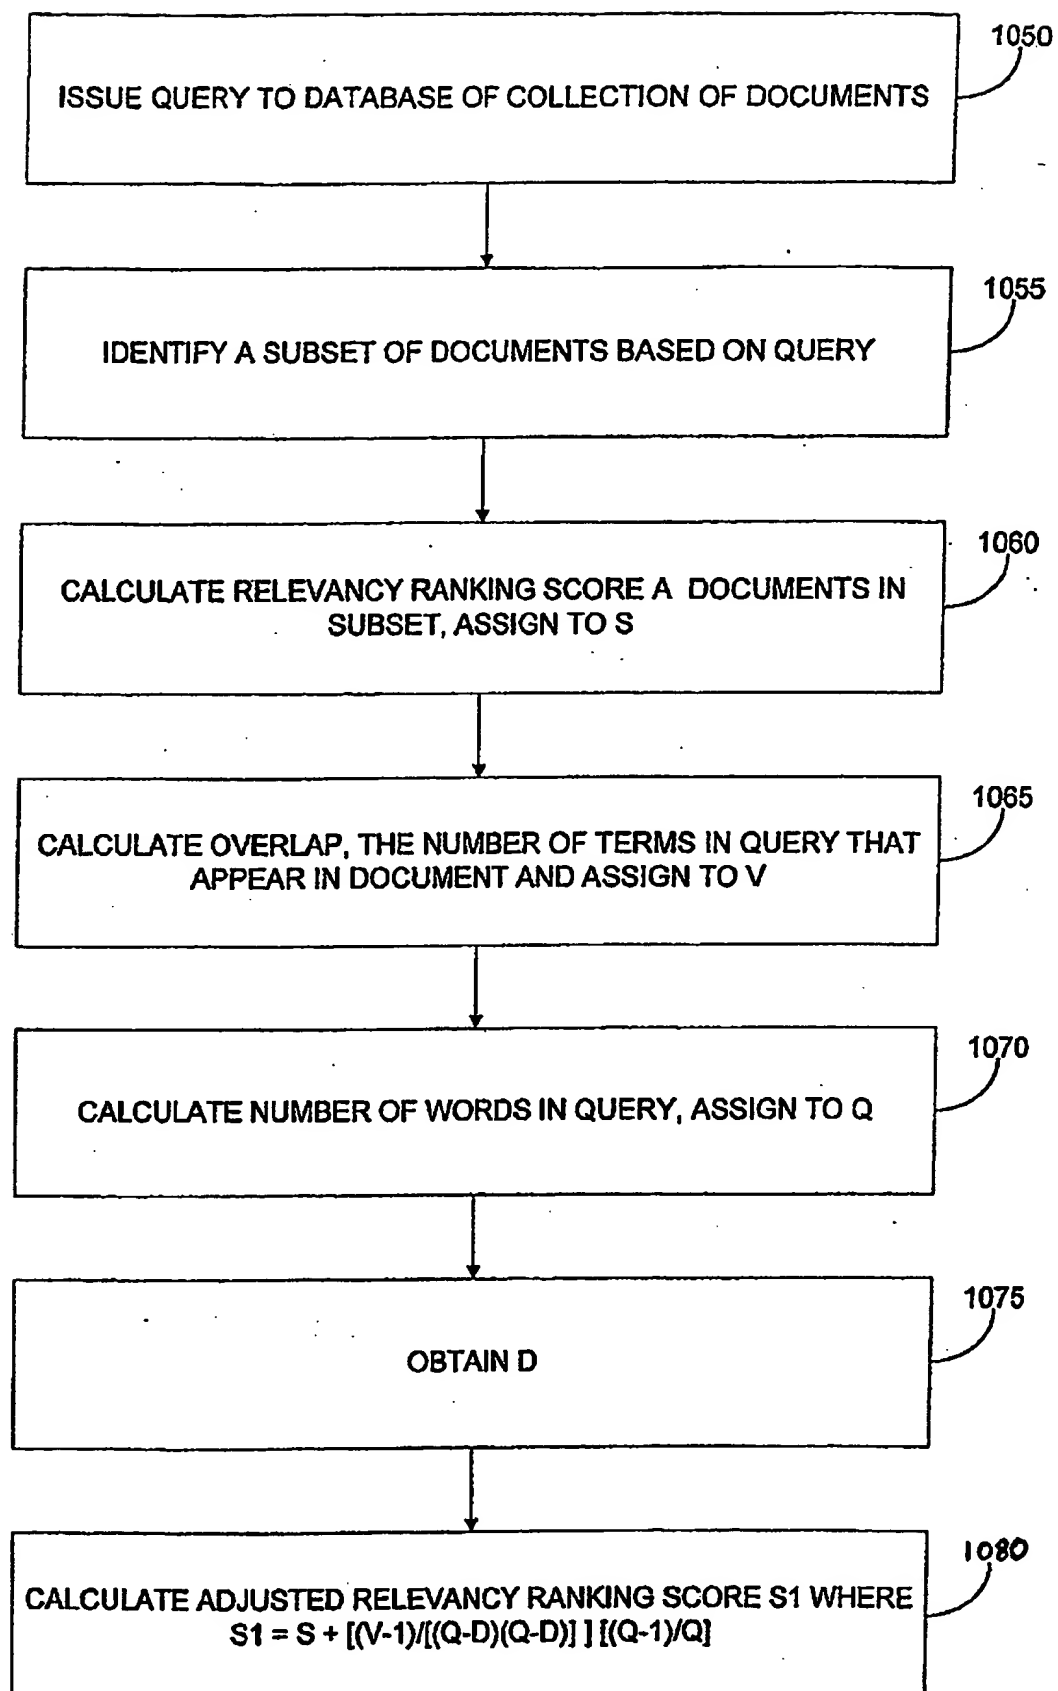 1050
ISSUE QUERY TO DATABASE OF COLLECTION OF DOCUMENTS
1055
IDENTIFY A SUBSET OF DOCUMENTS BASED ON QUERY
1060
CALCULATE RELEVANCY RANKING SCORE A DOCUMENTS IN
SUBSET, ASSIGN TO S
1065
CALCULATE OVERLAP, THE NUMBER OF TERMS IN QUERY THAT
APPEAR IN DOCUMENT AND ASSIGN TO V
1070
CALCULATE NUMBER OF WORDS IN QUERY, ASSIGN TO Q
1075
OBTAIN D
1080
CALCULATE ADJUSTED RELEVANCY RANKING SCORE S1 WHERE
S1 = S + [(V-1)/[(Q-D)(Q-D)] ] [(Q-1)/Q]